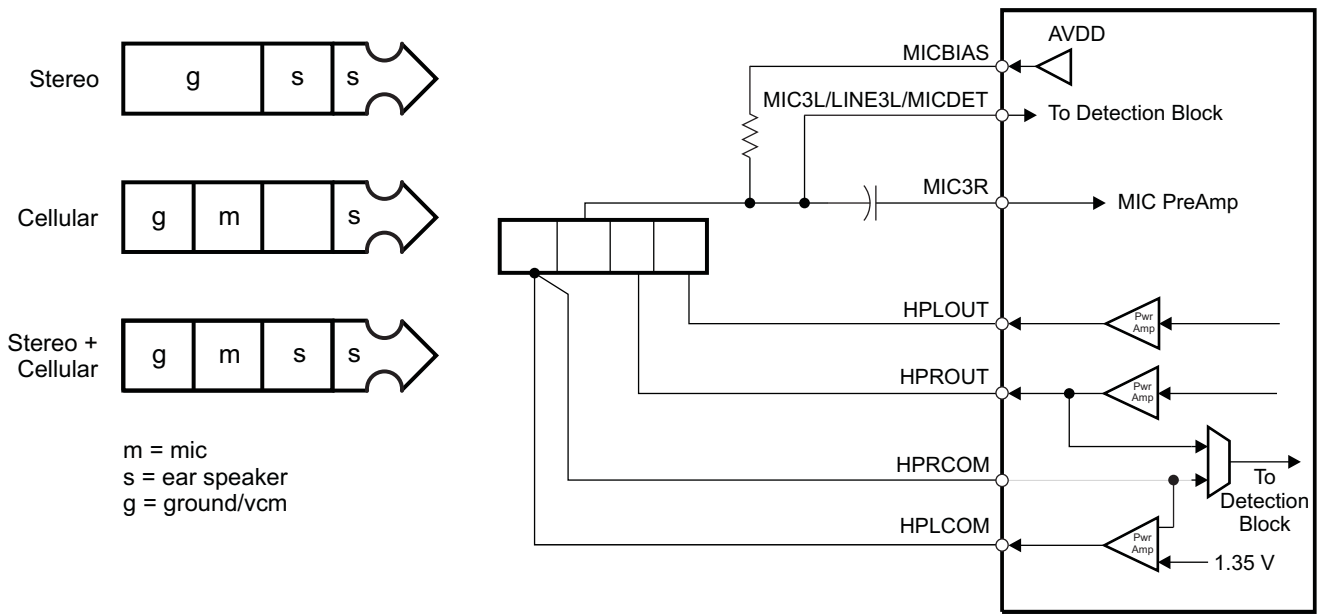 Stereo
g s s
Cellular
g m s
Stereo +
Cellular
g m s s
m = mic
s = ear speaker
g = ground/vcm
AVDD
MICBIAS
MIC3L/LINE3L/MICDET
To Detection Block
MIC3R
MIC PreAmp
HPLOUT
Pwr
Amp
HPROUT
Pwr
Amp
HPRCOM
To
Detection
Block
HPLCOM
Pwr
Amp
1.35 V